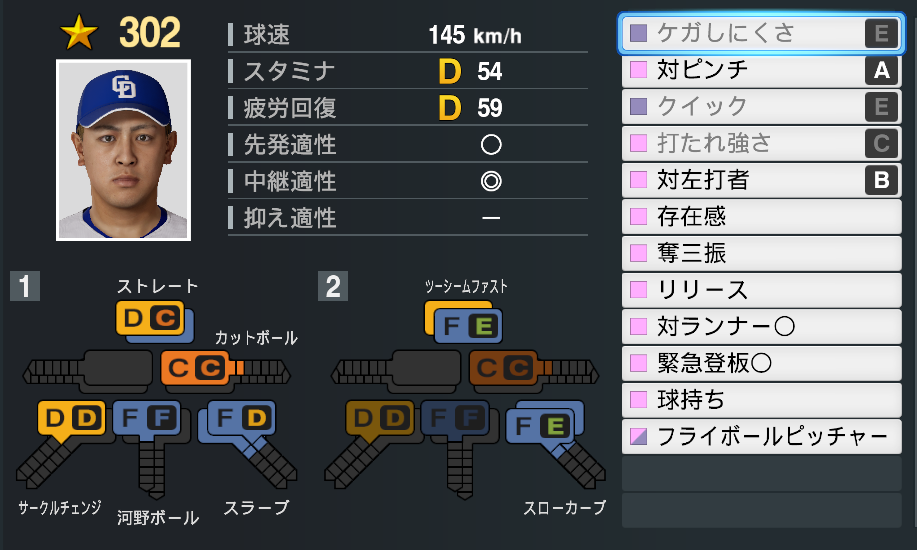 302
球速 145 km/h
スタミナ D 54
疲労回復 D 59
先発適性 ○
中継適性 ◎
抑え適性 ー
CD
1
ストレート
D C
カットボール
C C
D D
F F
F D
サークルチェンジ
河野ボール
スラーブ
2
ツーシームファスト
F E
C C
D D
F F
F E
スローカーブ
ケガしにくさ E
対ピンチ A
クイック E
打たれ強さ C
対左打者 B
存在感
奪三振
リリース
対ランナー○
緊急登板○
球持ち
フライボールピッチャー